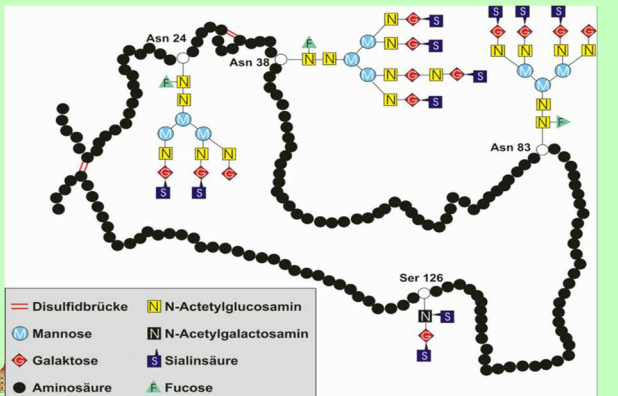 N G S
Asn 24
F
Asn 38
F N N M
M N G S
M N G N G S
N G S
F N
N
M
M M
N N N
G G G
S S
S S S
G G G G
N N N N
M M
M
N
N F
Asn 83
Ser 126
N S
G
S
Disulfidbrücke
N N-Actetylglucosamin
M Mannose
N N-Acetylgalactosamin
G Galaktose
S Sialinsäure
Aminosäure
F Fucose